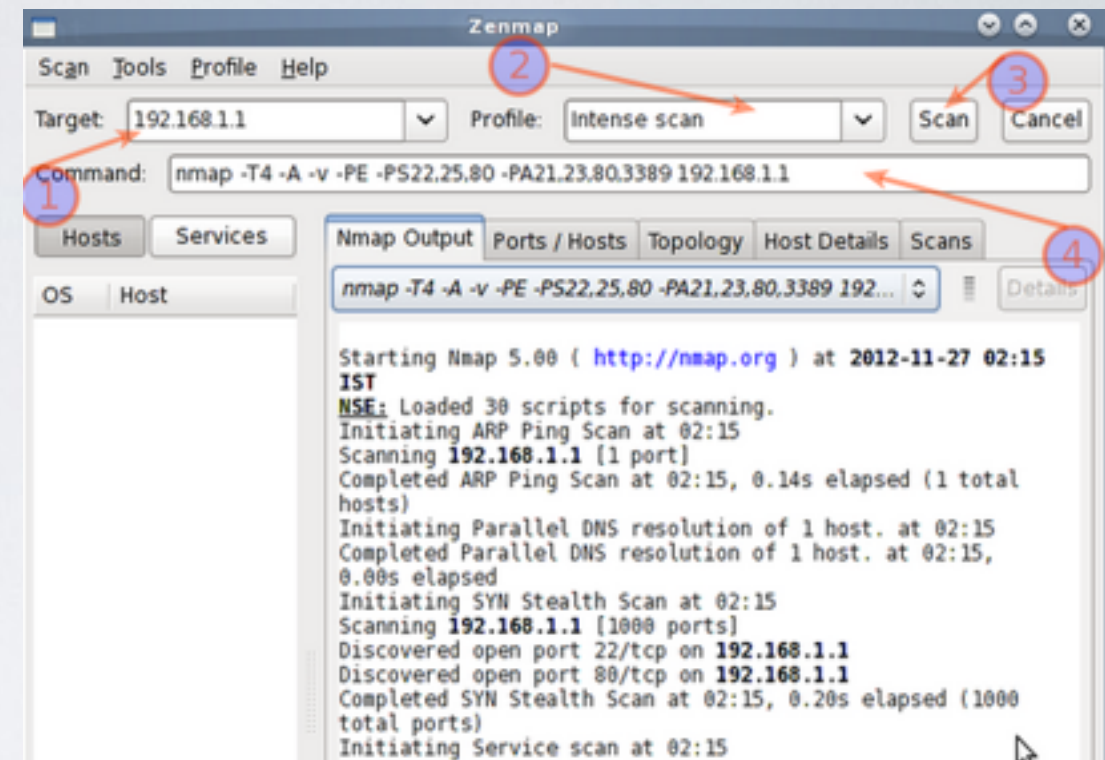 Zenmap
Scan Tools Profile Help
2
3
Target: 192.168.1.1 Profile: Intense scan Scan Cancel
1
Command: nmap -T4 -A -v -PE -PS22,25,80 -PA21,23,80,3389 192.168.1.1
4
Hosts Services
Nmap Output Ports / Hosts Topology Host Details Scans
OS Host
nmap -T4 -A -v -PE -PS22,25,80 -PA21,23,80,3389 192... Details
Starting Nmap 5.00 ( http://nmap.org ) at 2012-11-27 02:15
IST
NSE: Loaded 30 scripts for scanning.
Initiating ARP Ping Scan at 02:15
Scanning 192.168.1.1 [1 port]
Completed ARP Ping Scan at 02:15, 0.14s elapsed (1 total
hosts)
Initiating Parallel DNS resolution of 1 host. at 02:15
Completed Parallel DNS resolution of 1 host. at 02:15,
0.00s elapsed
Initiating SYN Stealth Scan at 02:15
Scanning 192.168.1.1 [1000 ports]
Discovered open port 22/tcp on 192.168.1.1
Discovered open port 80/tcp on 192.168.1.1
Completed SYN Stealth Scan at 02:15, 0.20s elapsed (1000
total ports)
Initiating Service scan at 02:15